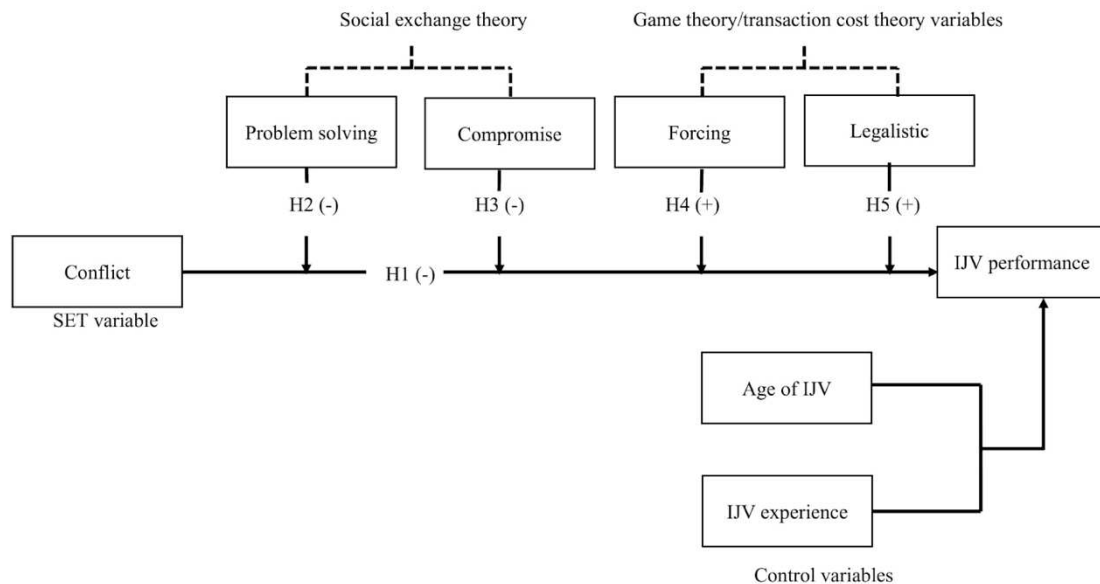 Social exchange theory
Game theory/transaction cost theory variables
Problem solving
Compromise
Forcing
Legalistic
H2 (-)
H3 (-)
H4 (+)
H5 (+)
Conflict
H1 (-)
IJV performance
SET variable
Age of IJV
IJV experience
Control variables